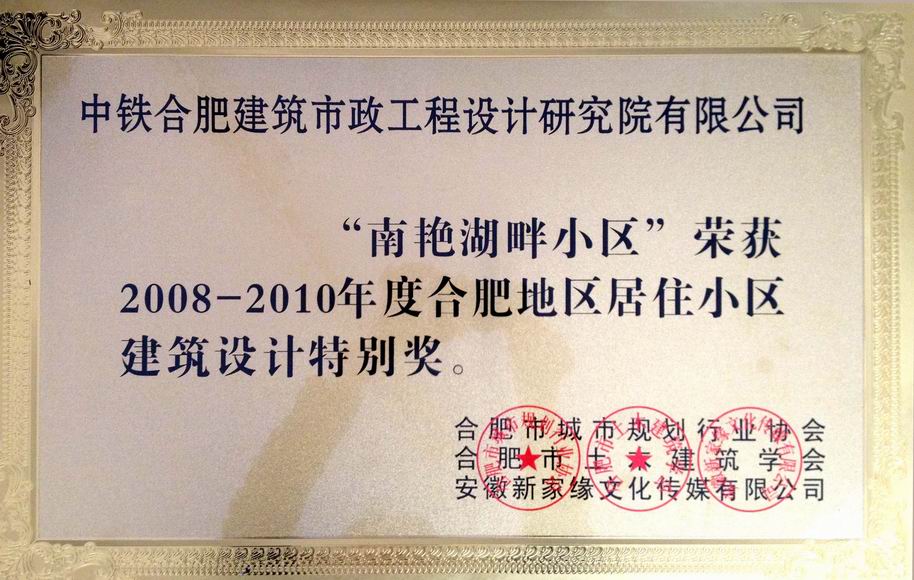 中铁合肥建筑市政工程设计研究院有限公司
“南艳湖畔小区”荣获
2008-2010年度合肥地区居住小区
建筑设计特别奖。
合肥市城市规划行业协会
合肥市土木建筑学会
安徽新家缘文化传媒有限公司